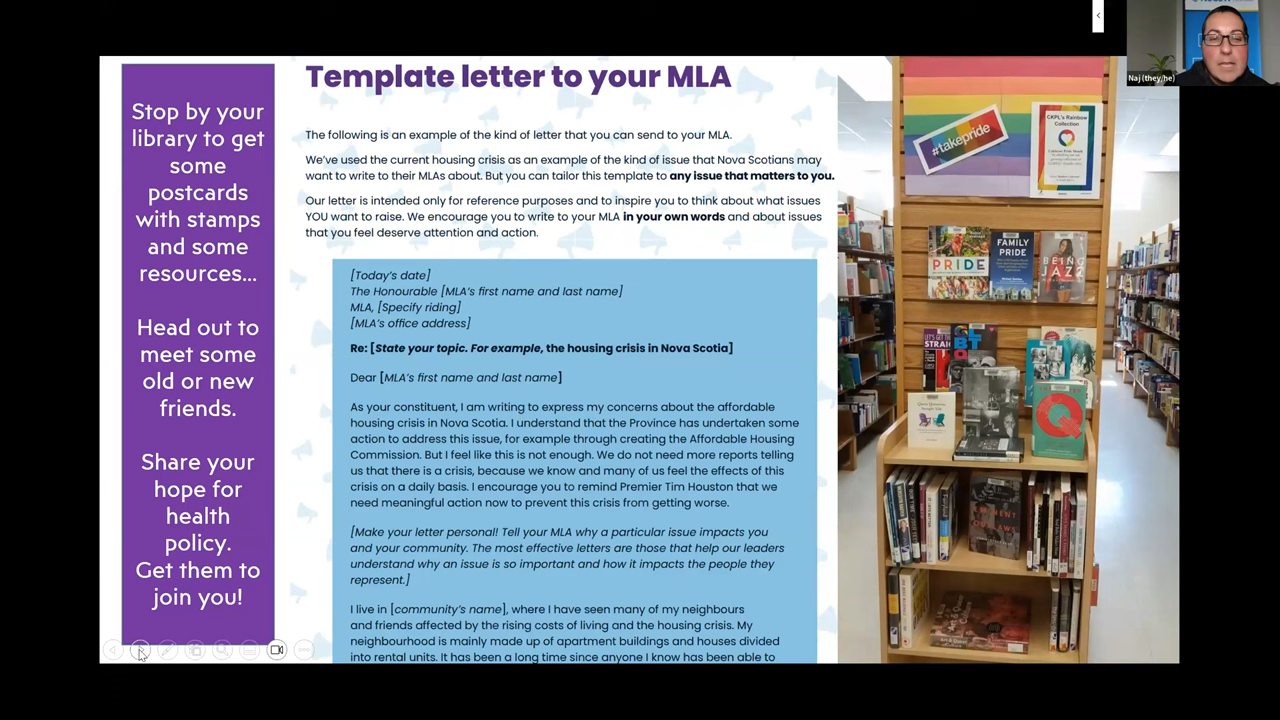 Stop by your
library to get
some
postcards
with stamps
and some
resources...
Head out to
meet some
old or new
friends.
Share your
hope for
health
policy.
Get them to
join you!
Template letter to your MLA
The following is an example of the kind of letter that you can send to your MLA.
We've used the current housing crisis as an example of the kind of issue that Nova Scotians may
want to write to their MLAs about. But you can tailor this template to any issue that matters to you.
Our letter is intended only for reference purposes and to inspire you to think about what issues
YOU want to raise. We encourage you to write to your MLA in your own words and about issues
that you feel deserve attention and action.
[Today's date]
The Honourable [MLA's first name and last name]
MLA, [Specify riding]
[MLA's office address]
Re: [State your topic. For example, the housing crisis in Nova Scotia]
Dear [MLA's first name and last name]
As your constituent, I am writing to express my concerns about the affordable
housing crisis in Nova Scotia. I understand that the Province has undertaken some
action to address this issue, for example through creating the Affordable Housing
Commission. But I feel like this is not enough. We do not need more reports telling
us that there is a crisis, because we know and many of us feel the effects of this
crisis on a daily basis. I encourage you to remind Premier Tim Houston that we
need meaningful action now to prevent this crisis from getting worse.
[Make your letter personal! Tell your MLA why a particular issue impacts you
and your community. The most effective letters are those that help our leaders
understand why an issue is so important and how it impacts the people they
represent.]
I live in [community's name], where I have seen many of my neighbours
and friends affected by the rising costs of living and the housing crisis. My
neighbourhood is mainly made up of apartment buildings and houses divided
into rental units. It has been a long time since anyone I know has been able to
#takepride
CKPL's Rainbow
Collection
PRIDE
FAMILY
PRIDE
BEING
JAZZ
LET'S GET THIS
STRAIGHT
Q
Naj (they/he)